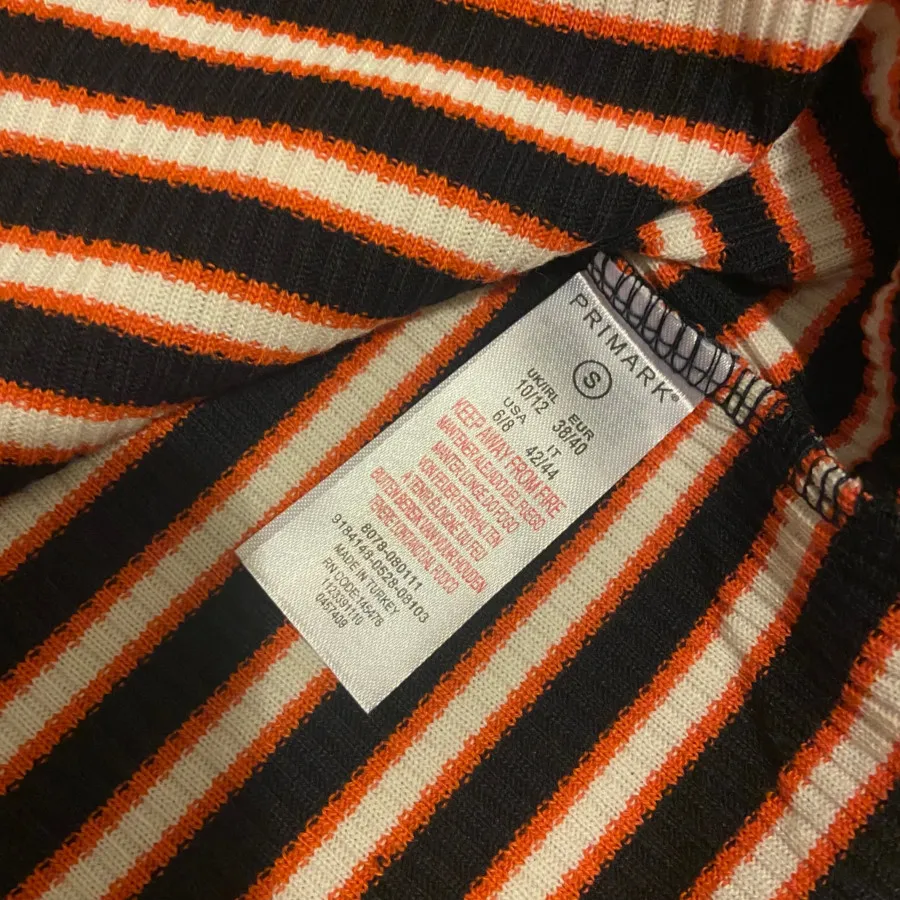 PRIMARK®
S
UK/IRL EUR
10/12 38/40
USA IT
6/8 42/44
KEEP AWAY FROM FIRE
MANTENER ALEJADO DEL FUEGO
MANTER LONGE DO FOGO
VON FEUER FERNHALTEN
À TENIR ÉLOIGNÉ DU FEU
BUITEN BEREIK VAN VUUR HOUDEN
TENERE LONTANO DAL FUOCO
8078-080111
9184148-0528-08103
MADE IN TURKEY
RN CODE:145476
112339110
0457409